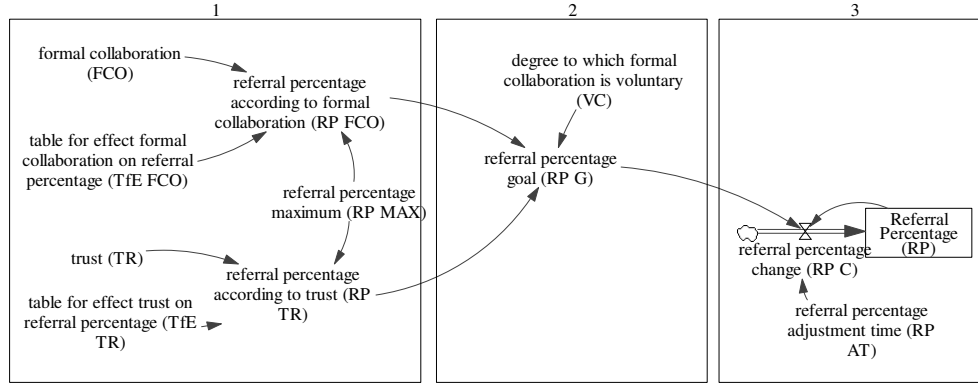 1
2
3
formal collaboration
(FCO)
referral percentage
according to formal
collaboration (RP FCO)
table for effect formal
collaboration on referral
percentage (TfE FCO)
referral percentage
maximum (RP MAX)
trust (TR)
referral percentage
according to trust (RP
TR)
table for effect trust on
referral percentage (TfE
TR)
degree to which formal
collaboration is voluntary
(VC)
referral percentage
goal (RP G)
Referral
Percentage
(RP)
referral percentage
change (RP C)
referral percentage
adjustment time (RP
AT)